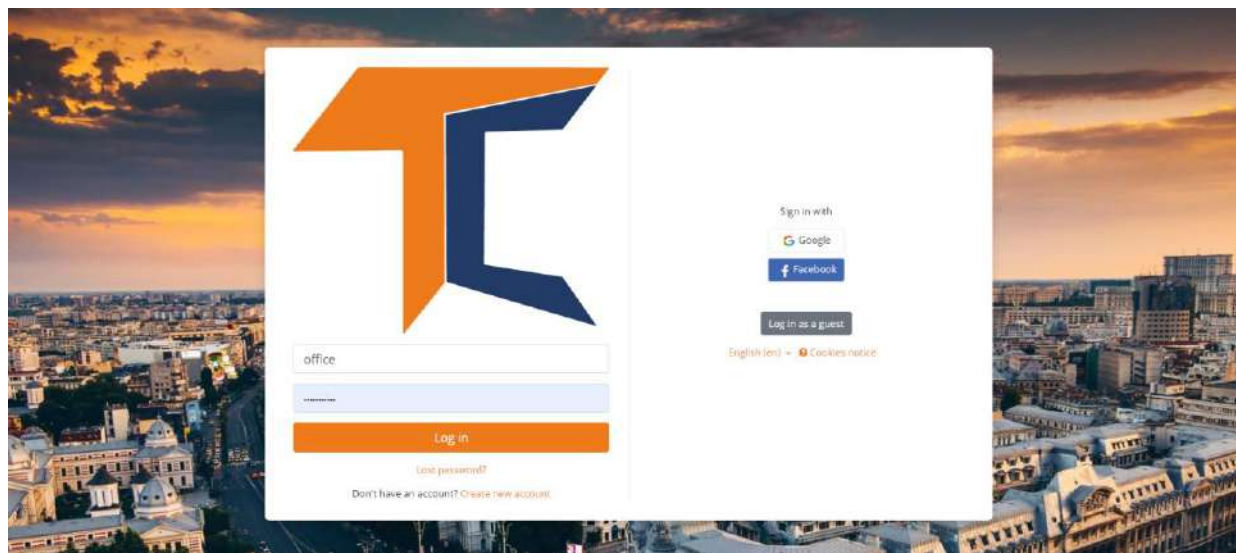 office
Log in
Lost password?
Don't have an account? Create new account
Sign in with
Google
Facebook
Log in as a guest
English (en)
Cookies notice